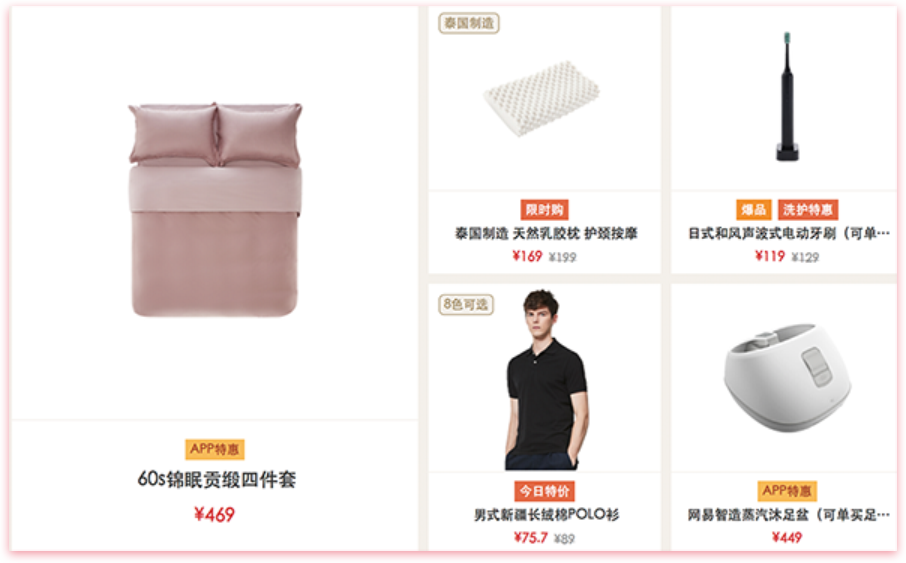 APP特惠
60s锦眠贡缎四件套
¥469
泰国制造
限时购
泰国制造 天然乳胶枕 护颈按摩
¥169 ¥199
爆品 洗护特惠
日式和风声波式电动牙刷（可单…
¥119 ¥129
8色可选
今日特价
男式新疆长绒棉POLO衫
¥75.7 ¥89
APP特惠
网易智造蒸汽沐足盆（可单买足…
¥449